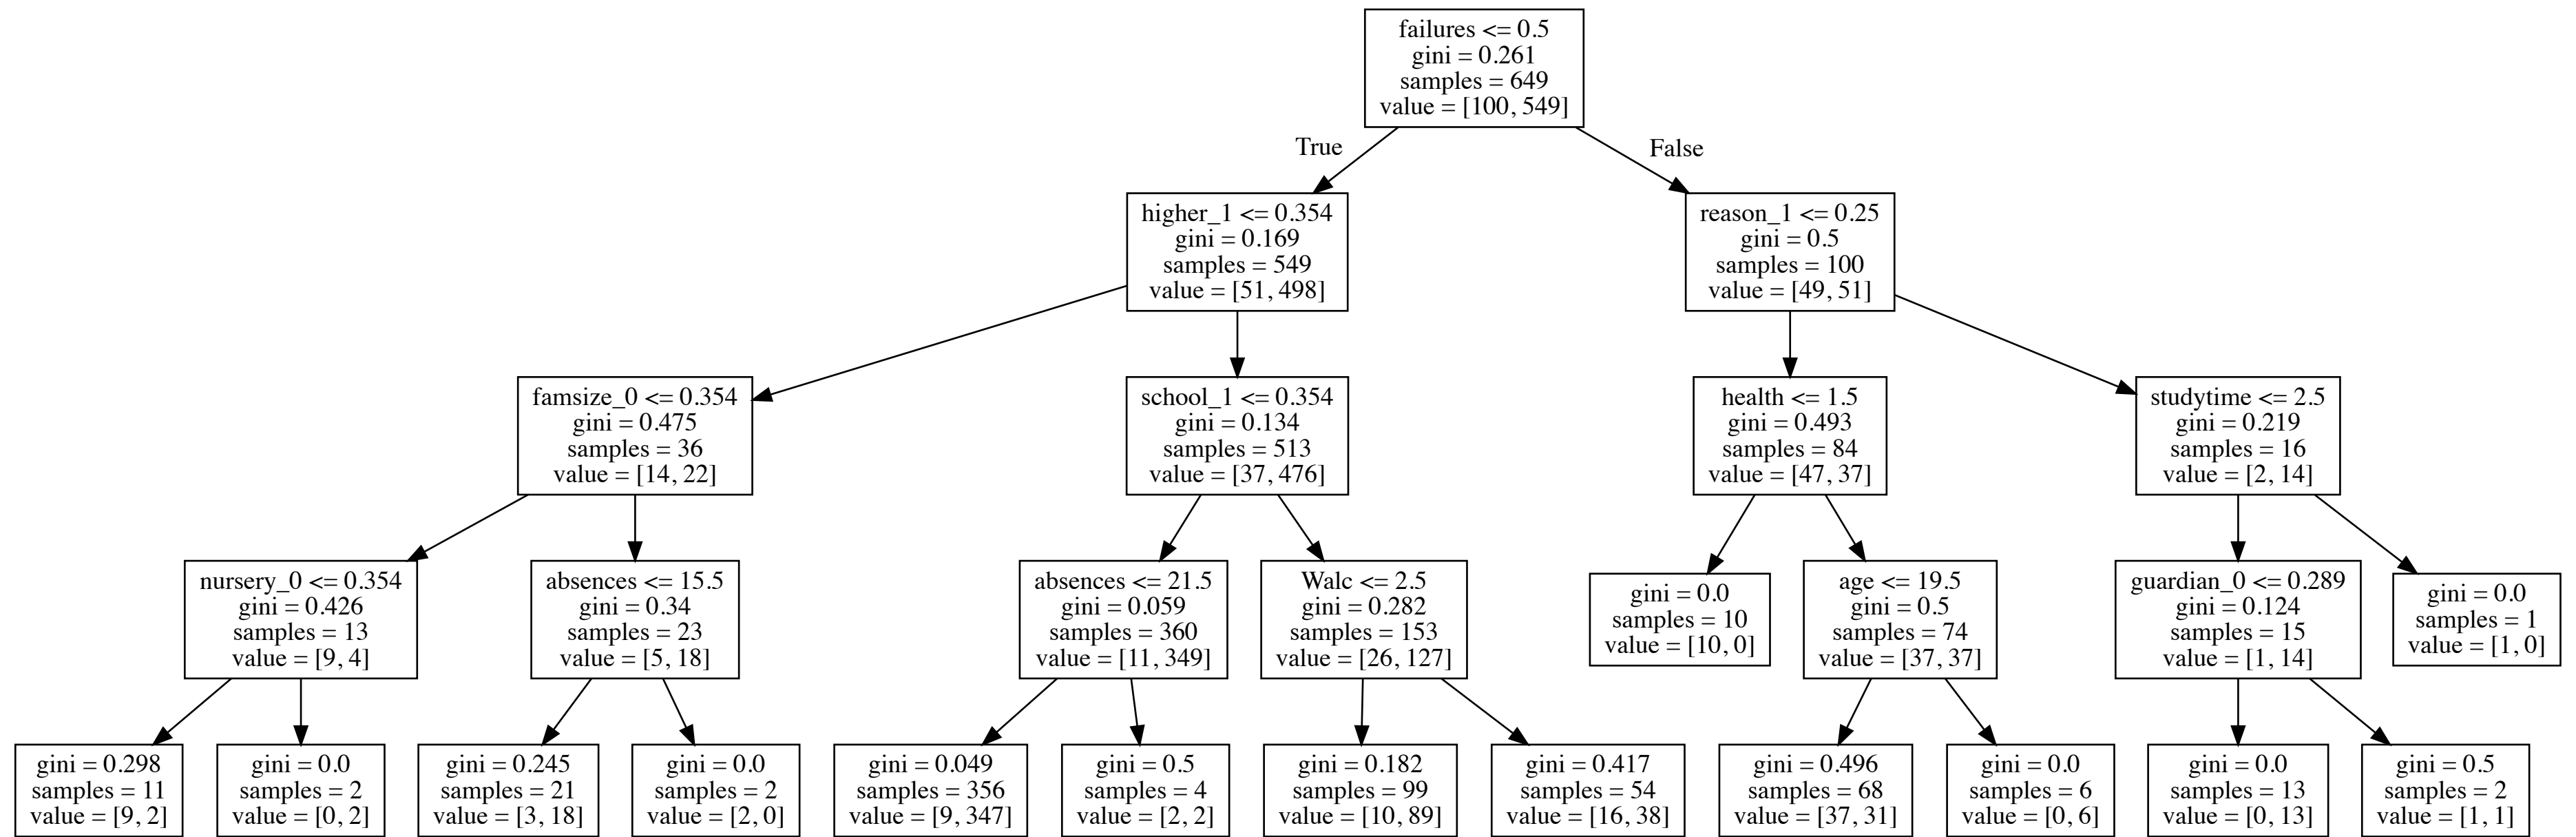 failures <= 0.5
gini = 0.261
samples = 649
value = [100, 549]
True
False
higher_1 <= 0.354
gini = 0.169
samples = 549
value = [51, 498]
reason_1 <= 0.25
gini = 0.5
samples = 100
value = [49, 51]
famsize_0 <= 0.354
gini = 0.475
samples = 36
value = [14, 22]
school_1 <= 0.354
gini = 0.134
samples = 513
value = [37, 476]
health <= 1.5
gini = 0.493
samples = 84
value = [47, 37]
studytime <= 2.5
gini = 0.219
samples = 16
value = [2, 14]
nursery_0 <= 0.354
gini = 0.426
samples = 13
value = [9, 4]
absences <= 15.5
gini = 0.34
samples = 23
value = [5, 18]
absences <= 21.5
gini = 0.059
samples = 360
value = [11, 349]
Walc <= 2.5
gini = 0.282
samples = 153
value = [26, 127]
gini = 0.0
samples = 10
value = [10, 0]
age <= 19.5
gini = 0.5
samples = 74
value = [37, 37]
guardian_0 <= 0.289
gini = 0.124
samples = 15
value = [1, 14]
gini = 0.0
samples = 1
value = [1, 0]
gini = 0.298
samples = 11
value = [9, 2]
gini = 0.0
samples = 2
value = [0, 2]
gini = 0.245
samples = 21
value = [3, 18]
gini = 0.0
samples = 2
value = [2, 0]
gini = 0.049
samples = 356
value = [9, 347]
gini = 0.5
samples = 4
value = [2, 2]
gini = 0.182
samples = 99
value = [10, 89]
gini = 0.417
samples = 54
value = [16, 38]
gini = 0.496
samples = 68
value = [37, 31]
gini = 0.0
samples = 6
value = [0, 6]
gini = 0.0
samples = 13
value = [0, 13]
gini = 0.5
samples = 2
value = [1, 1]